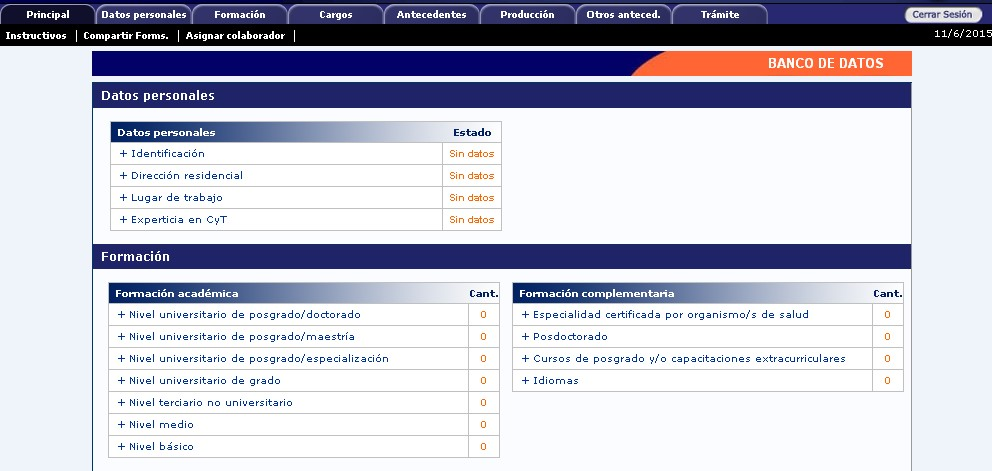 Principal Datos personales Formación Cargos Antecedentes Producción Otros anteced. Trámite Cerrar Sesión
Instructivos | Compartir Forms. | Asignar colaborador | 11/6/2015
BANCO DE DATOS
Datos personales
Datos personales Estado
+ Identificación Sin datos
+ Dirección residencial Sin datos
+ Lugar de trabajo Sin datos
+ Experticia en CyT Sin datos
Formación
Formación académica Cant. Formación complementaria Cant.
+ Nivel universitario de posgrado/doctorado 0 + Especialidad certificada por organismo/s de salud 0
+ Nivel universitario de posgrado/maestría 0 + Posdoctorado 0
+ Nivel universitario de posgrado/especialización 0 + Cursos de posgrado y/o capacitaciones extracurriculares 0
+ Nivel universitario de grado 0 + Idiomas 0
+ Nivel terciario no universitario 0
+ Nivel medio 0
+ Nivel básico 0